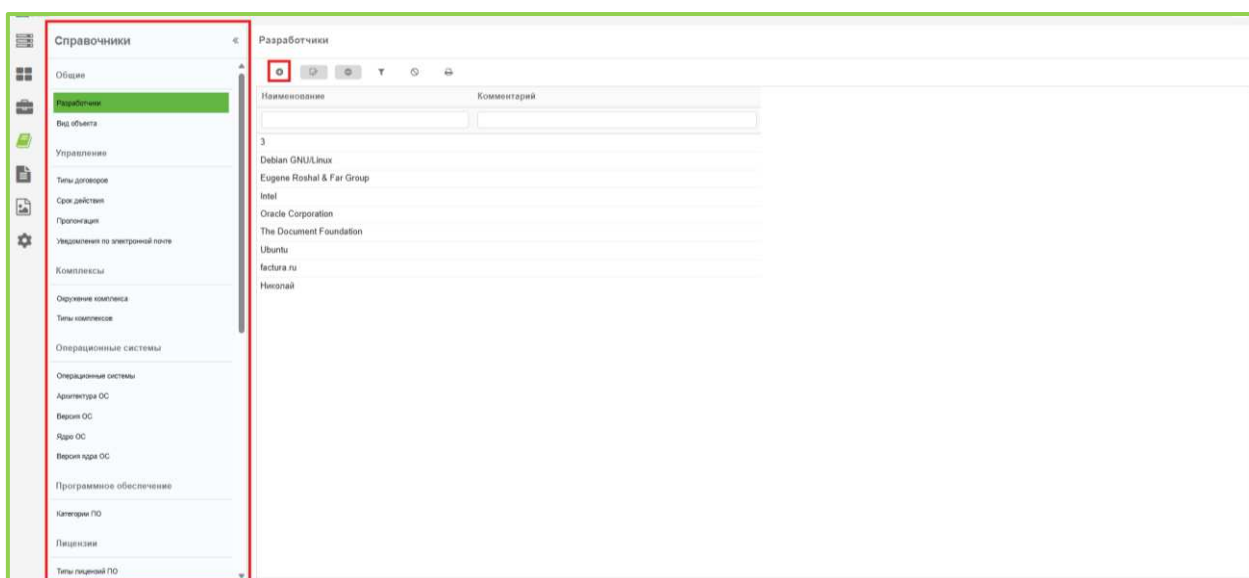 Справочники
«
Общие
Разработчики
Вид объекта
Управление
Типы договоров
Срок действия
Пролонгация
Уведомления по электронной почте
Комплексы
Окружение комплекса
Типы комплексов
Операционные системы
Операционные системы
Архитектура ОС
Версия ОС
Ядро ОС
Версия ядра ОС
Программное обеспечение
Категории ПО
Лицензии
Типы лицензий ПО
Разработчики
Наименование Комментарий
3
Debian GNU/Linux
Eugene Roshal & Far Group
Intel
Oracle Corporation
The Document Foundation
Ubuntu
factura.ru
Николай